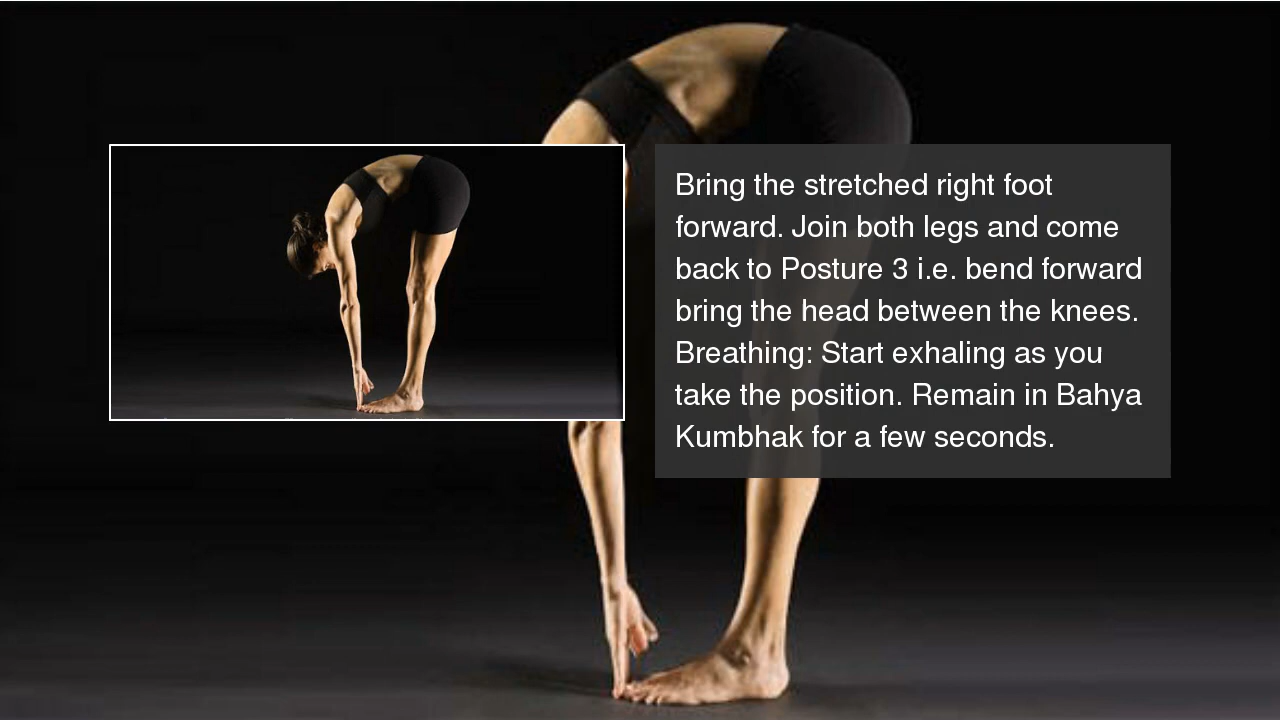 Bring the stretched right foot
forward. Join both legs and come
back to Posture 3 i.e. bend forward
bring the head between the knees.
Breathing: Start exhaling as you
take the position. Remain in Bahya
Kumbhak for a few seconds.